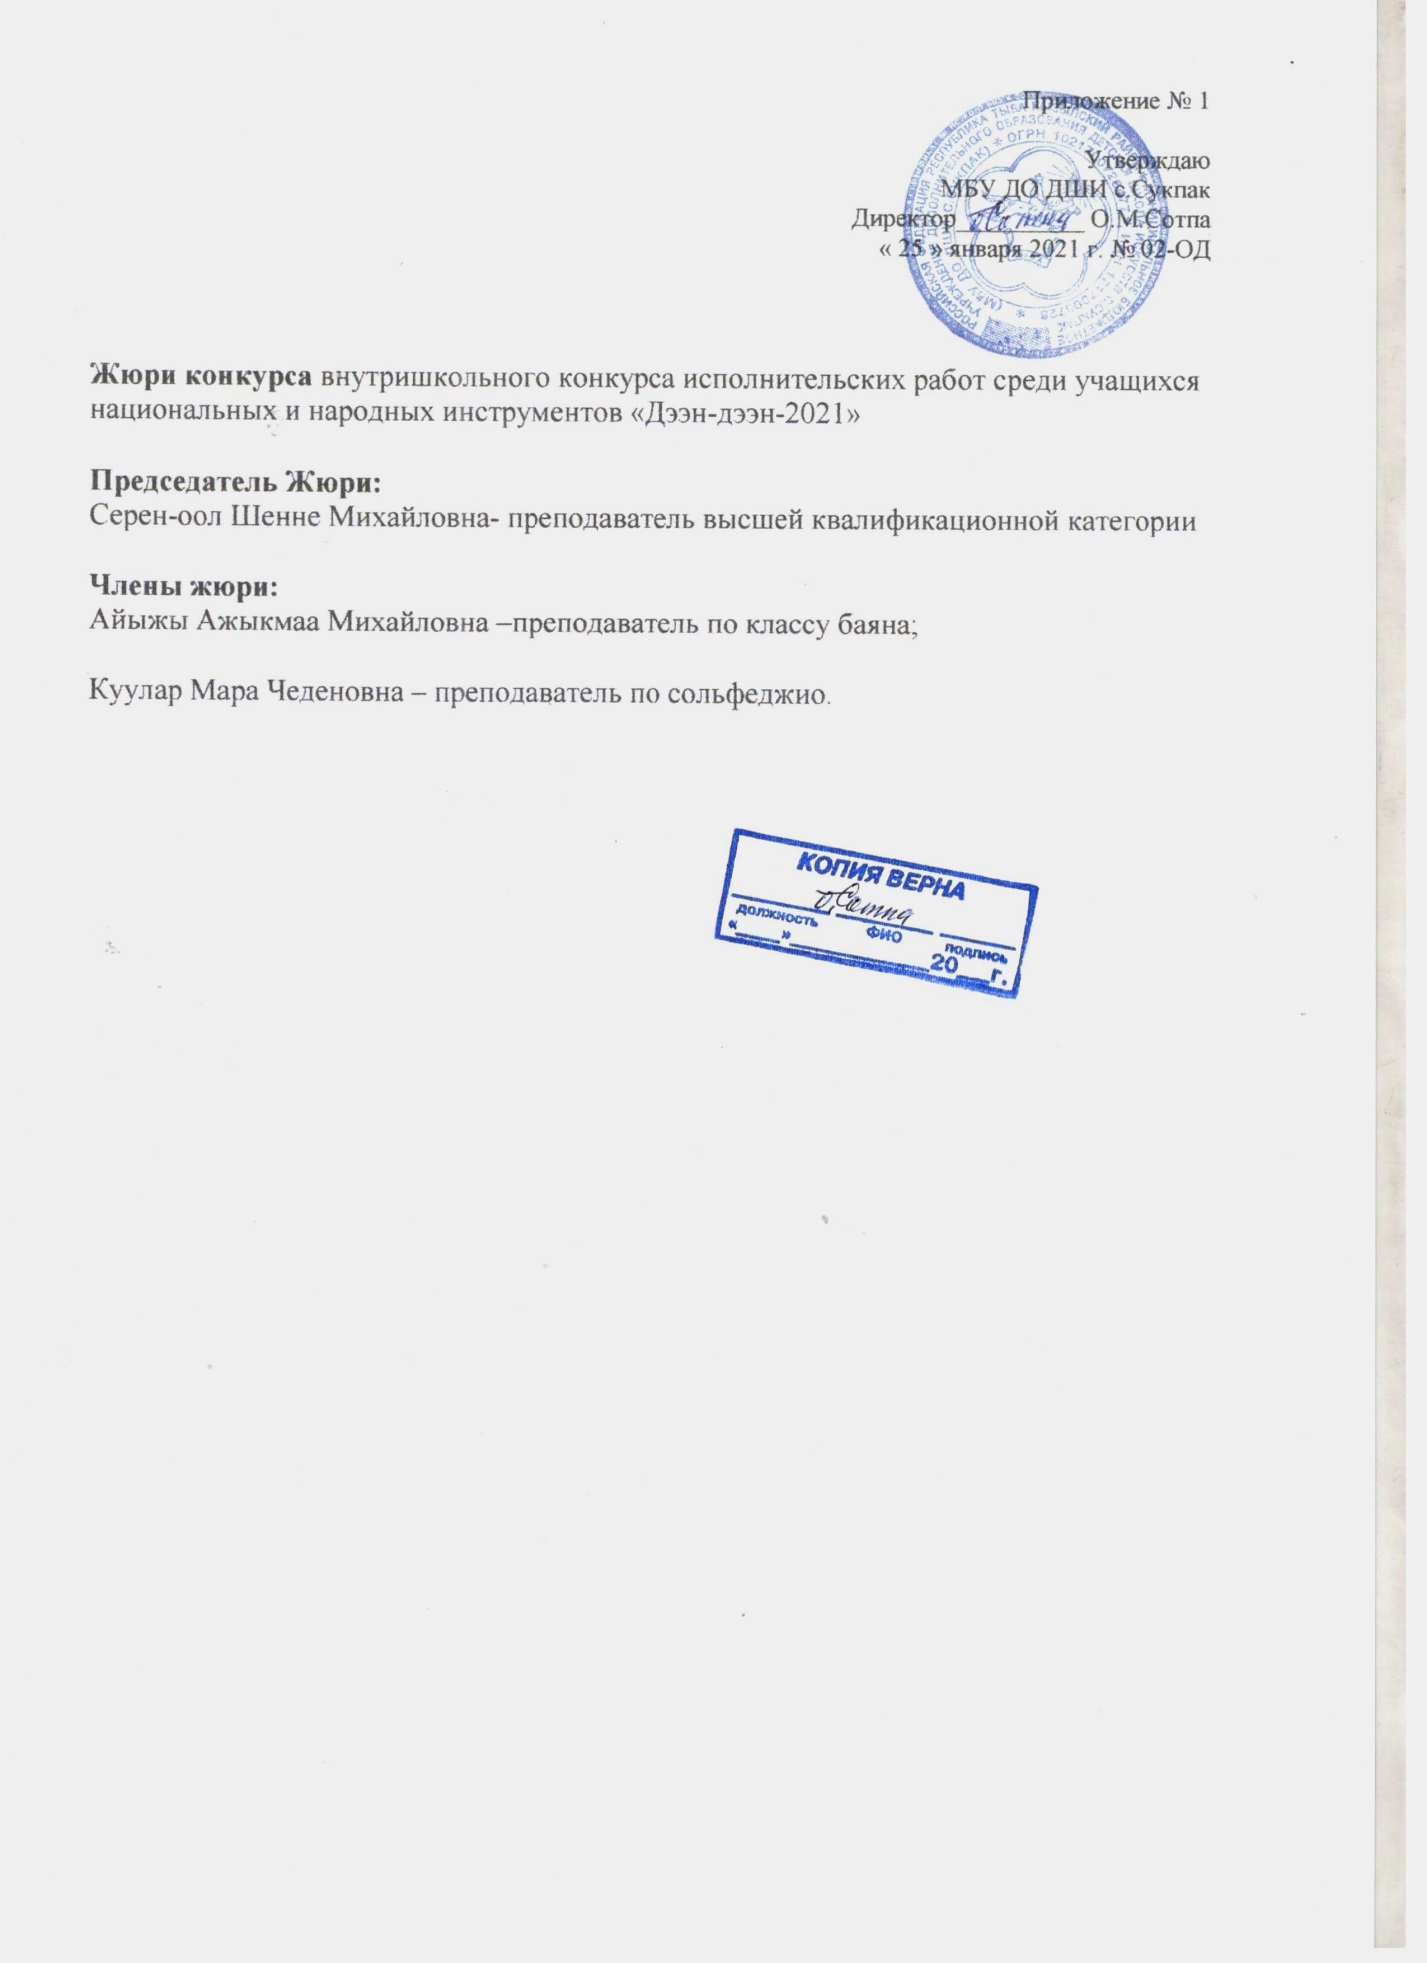 Приложение № 1
Утверждаю
МБУ ДО ДШИ с.Сукпак
Директор__________ О.М.Сотпа
« 25 » января 2021 г. № 02-ОД
Жюри конкурса внутришкольного конкурса исполнительских работ среди учащихся
национальных и народных инструментов «Дээн-дээн-2021»
Председатель Жюри:
Серен-оол Шенне Михайловна- преподаватель высшей квалификационной категории
Члены жюри:
Айыжы Ажыкмаа Михайловна –преподаватель по классу баяна;
Куулар Мара Чеденовна – преподаватель по сольфеджио.
КОПИЯ ВЕРНА
должность ФИО подпись
«____»____________20___г.